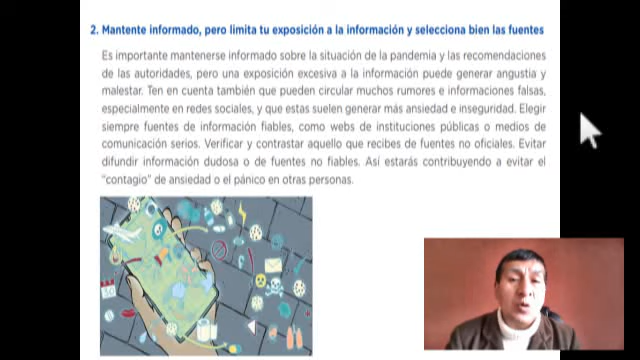 2. Mantente informado, pero limita tu exposición a la información y selecciona bien las fuentes
Es importante mantenerse informado sobre la situación de la pandemia y las recomendaciones
de las autoridades, pero una exposición excesiva a la información puede generar angustia y
malestar. Ten en cuenta también que pueden circular muchos rumores e informaciones falsas,
especialmente en redes sociales, y que estas suelen generar más ansiedad e inseguridad. Elegir
siempre fuentes de información fiables, como webs de instituciones públicas o medios de
comunicación serios. Verificar y contrastar aquello que recibes de fuentes no oficiales. Evitar
difundir información dudosa o de fuentes no fiables. Así estarás contribuyendo a evitar el
"contagio" de ansiedad o el pánico en otras personas.